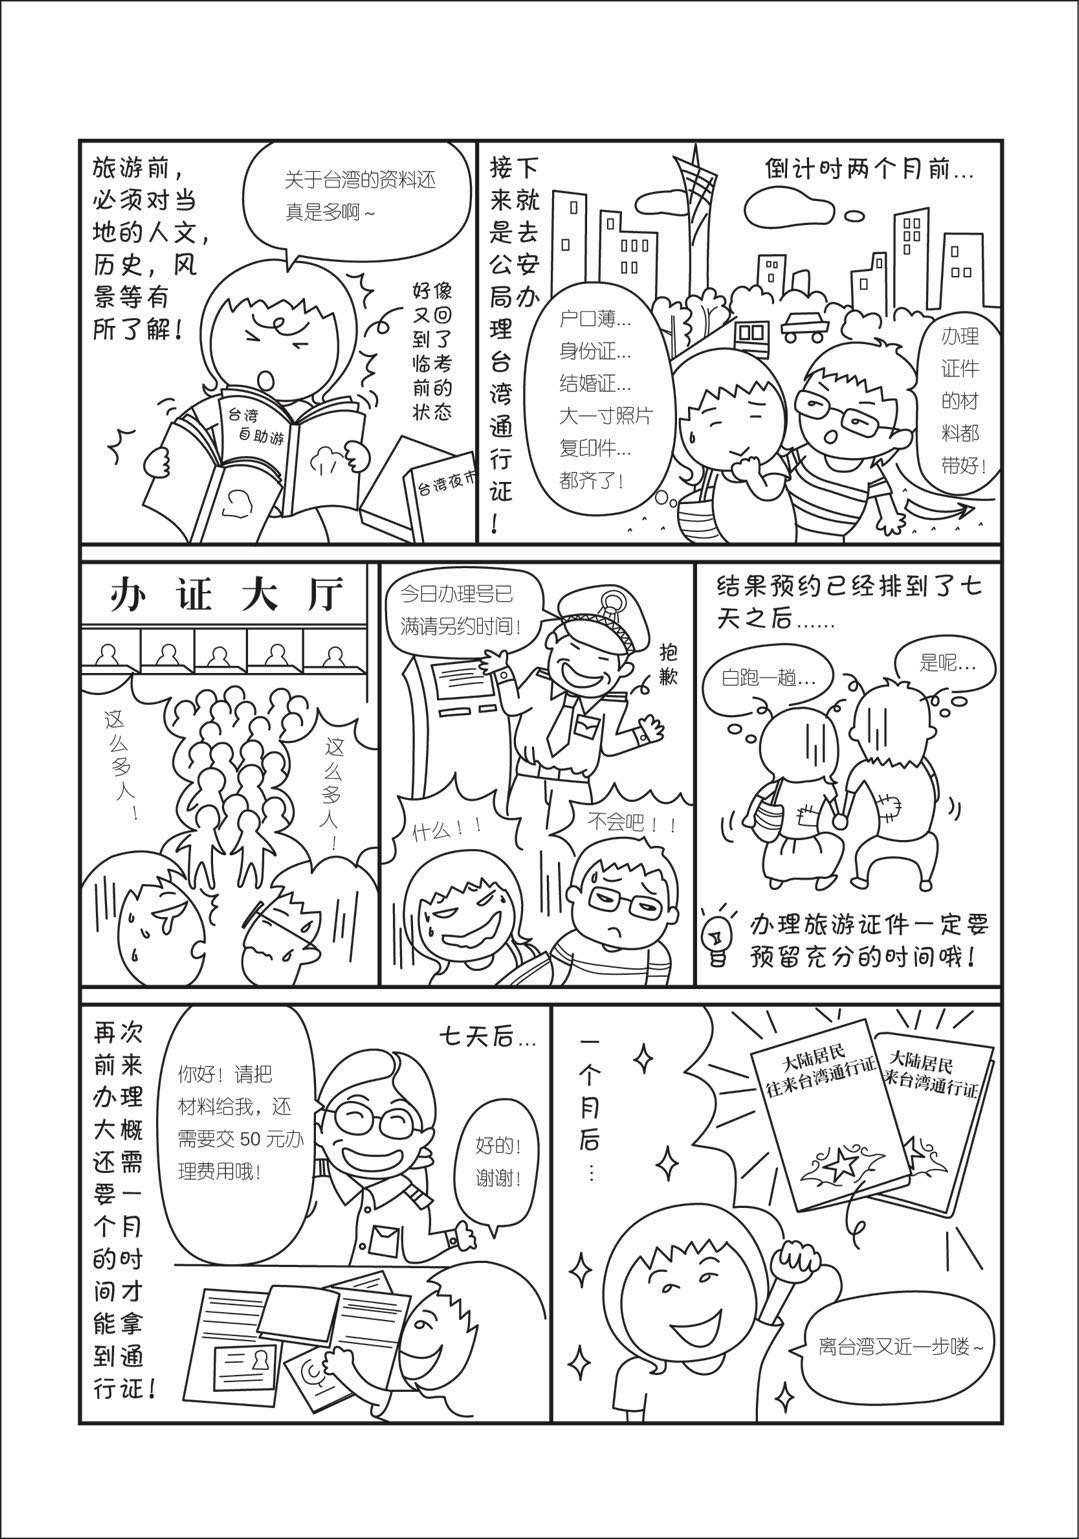 旅游前，
必须对当
地的人文，
历史，风
景等有
所了解！
关于台湾的资料还
真是多啊~
好像
又回
到了
临考
前的
状态
台湾
自助游
台湾夜市
接下来就是去公安局办理台湾通行证！
倒计时两个月前…
户口薄…
身份证…
结婚证…
大一寸照片
复印件…
都齐了！
办理
证件
的材
料都
带好！
办证大厅
这么多人！
这么多人！
今日办理号已
满请另约时间！
抱歉
什么！！
不会吧！！
结果预约已经排到了七
天之后……
白跑一趟…
是呢…
办理旅游证件一定要
预留充分的时间哦！
再次
前来
办理
大概
还需
要一
个月
的时
间才
能拿
到通
行证！
你好！请把
材料给我，还
需要交50元办
理费用哦！
七天后…
好的！
谢谢！
一个月后…
大陆居民
往来台湾通行证
大陆居民
来台湾通行证
离台湾又近一步喽~